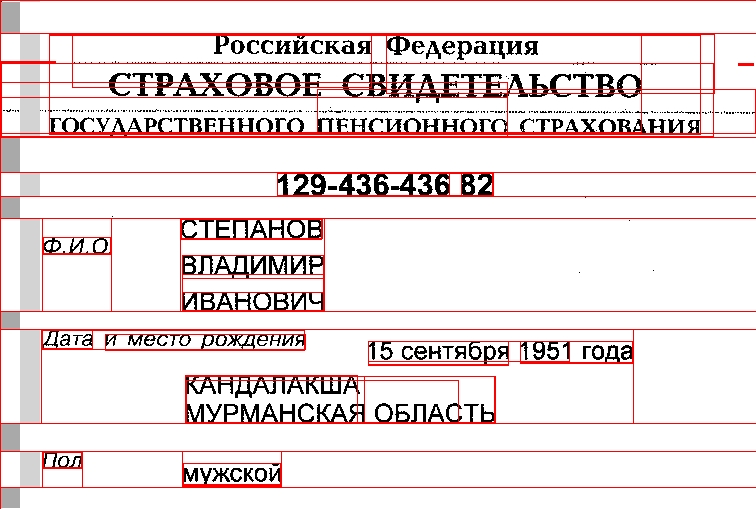 Российская Федерация
СТРАХОВОЕ СВИДЕТЕЛЬСТВО
ГОСУДАРСТВЕННОГО ПЕНСИОННОГО СТРАХОВАНИЯ
129-436-436 82
Ф.И.О
СТЕПАНОВ
ВЛАДИМИР
ИВАНОВИЧ
Дата и место рождения
15 сентября 1951 года
КАНДАЛАКША
МУРМАНСКАЯ ОБЛАСТЬ
Пол
мужской